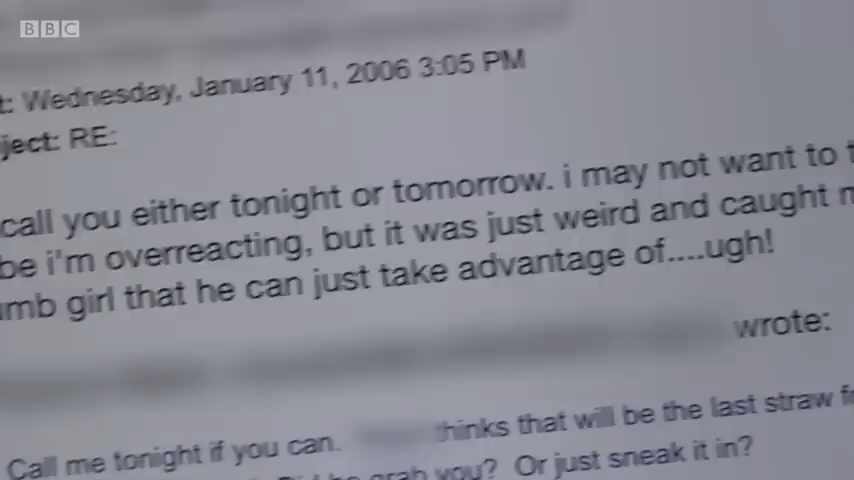 BBC
t: Wednesday, January 11, 2006 3:05 PM
ject: RE:
call you either tonight or tomorrow. i may not want to t
be i'm overreacting, but it was just weird and caught m
umb girl that he can just take advantage of....ugh!
wrote:
Call me tonight if you can. thinks that will be the last straw f
grab you? Or just sneak it in?